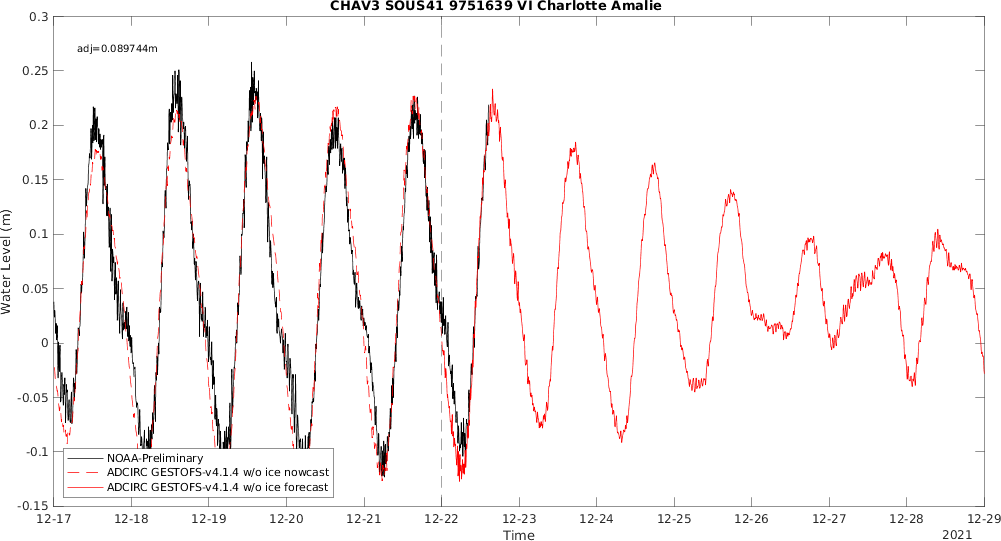 CHAV3 SOUS41 9751639 VI Charlotte Amalie
adj=0.089744m
0.3
0.25
0.2
0.15
0.1
0.05
0
-0.05
-0.1
-0.15
Water Level (m)
NOAA-Preliminary
ADCIRC GESTOFS-v4.1.4 w/o ice nowcast
ADCIRC GESTOFS-v4.1.4 w/o ice forecast
12-17 12-18 12-19 12-20 12-21 12-22 12-23 12-24 12-25 12-26 12-27 12-28 12-29
Time
2021